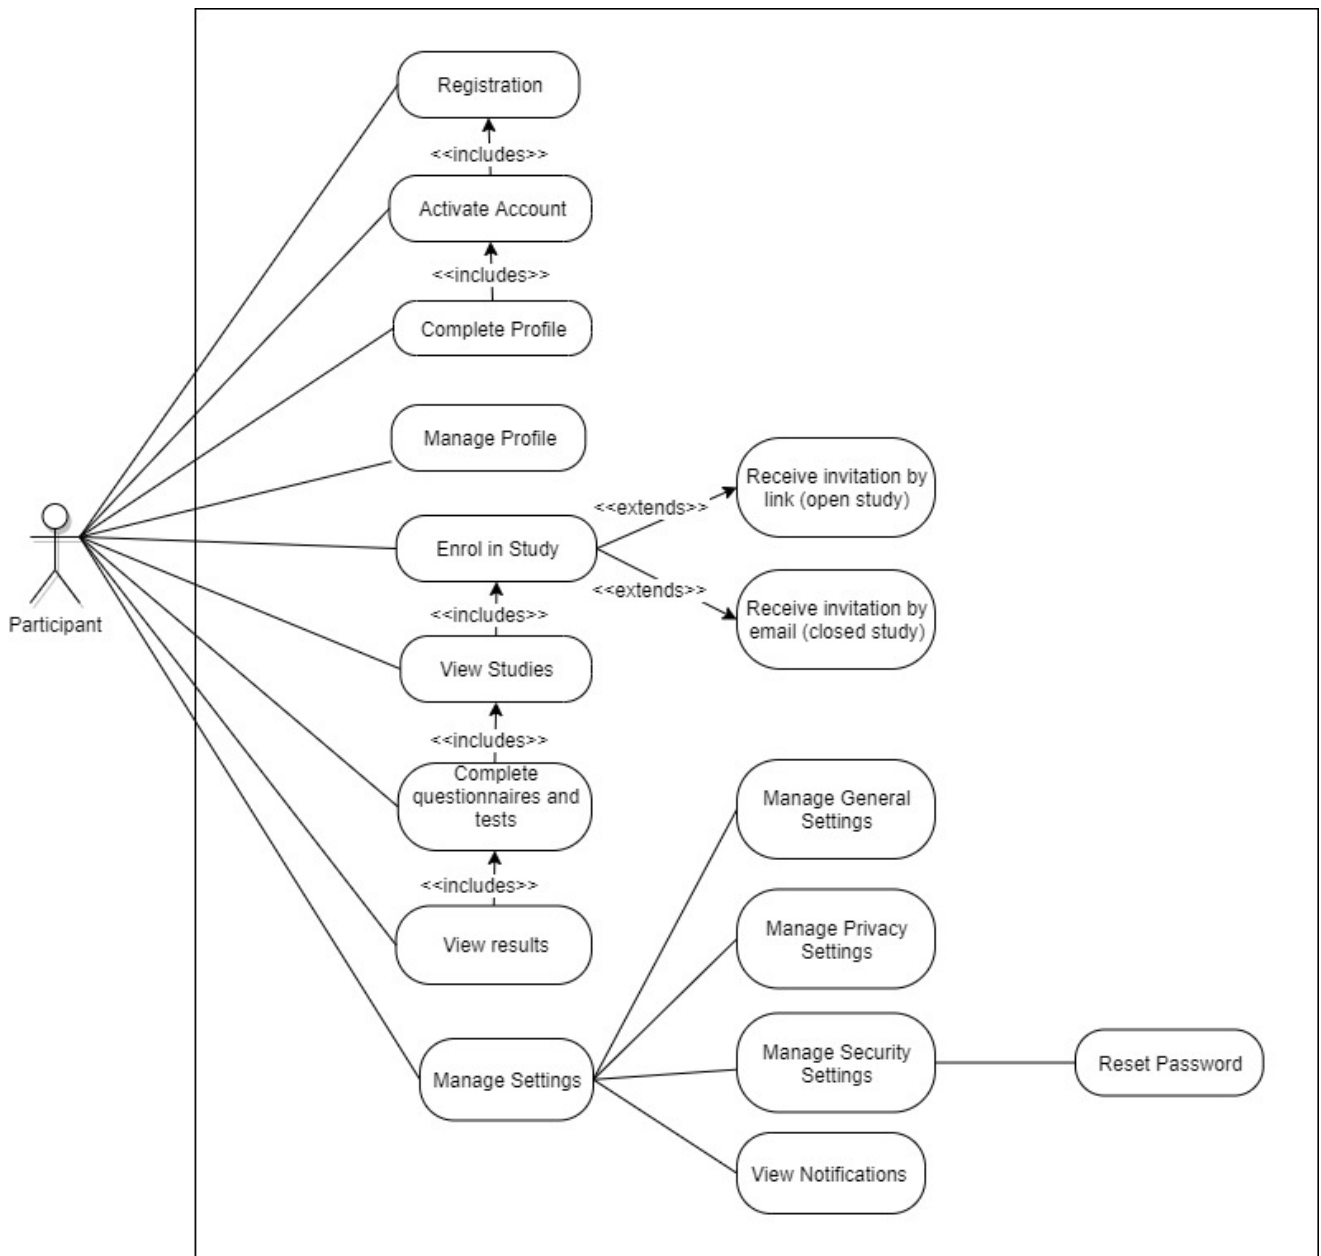 Registration
<<includes>>
Activate Account
<<includes>>
Complete Profile
Manage Profile
Receive invitation by
link (open study)
<<extends>>
Enrol in Study
<<extends>>
Receive invitation by
email (closed study)
<<includes>>
Participant
View Studies
<<includes>>
Complete
questionnaires and
tests
Manage General
Settings
<<includes>>
View results
Manage Privacy
Settings
Manage Settings
Manage Security
Settings
Reset Password
View Notifications